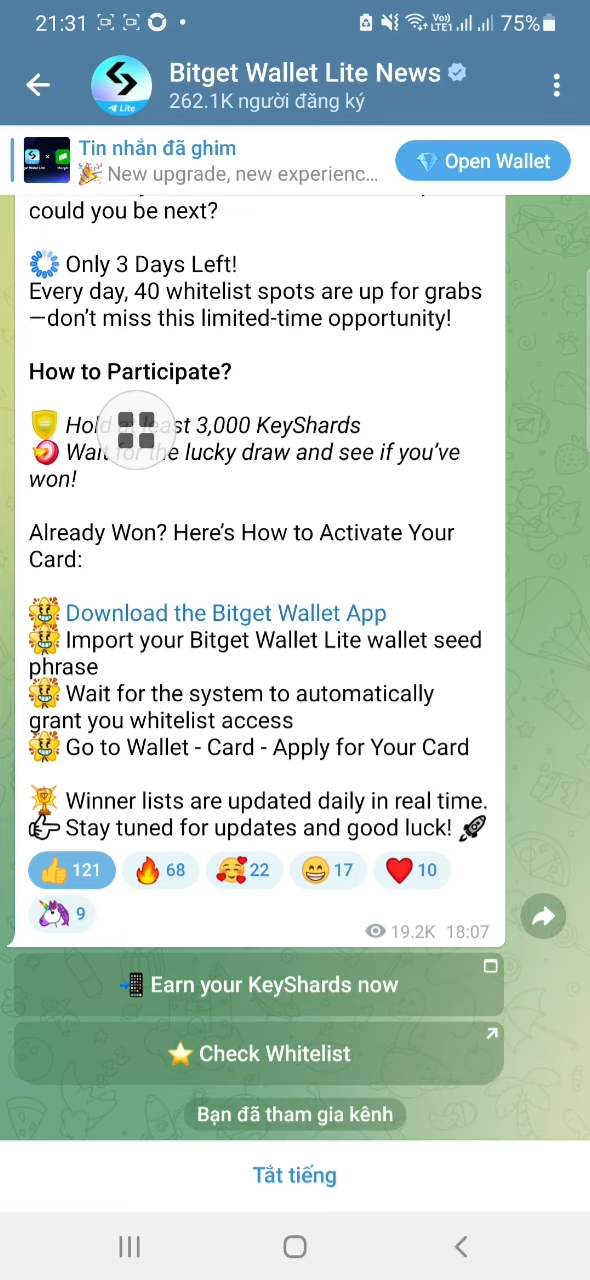 21:31
75%
Bitget Wallet Lite News
262.1K người đăng ký
Lite
Tin nhắn đã ghim
New upgrade, new experienc...
Open Wallet
could you be next?
Only 3 Days Left!
Every day, 40 whitelist spots are up for grabs
—don’t miss this limited-time opportunity!
How to Participate?
Hold at least 3,000 KeyShards
Wait for the lucky draw and see if you’ve
won!
Already Won? Here’s How to Activate Your
Card:
Download the Bitget Wallet App
Import your Bitget Wallet Lite wallet seed
phrase
Wait for the system to automatically
grant you whitelist access
Go to Wallet - Card - Apply for Your Card
Winner lists are updated daily in real time.
Stay tuned for updates and good luck!
121 68 22 17 10
9
19.2K 18:07
Earn your KeyShards now
Check Whitelist
Bạn đã tham gia kênh
Tắt tiếng